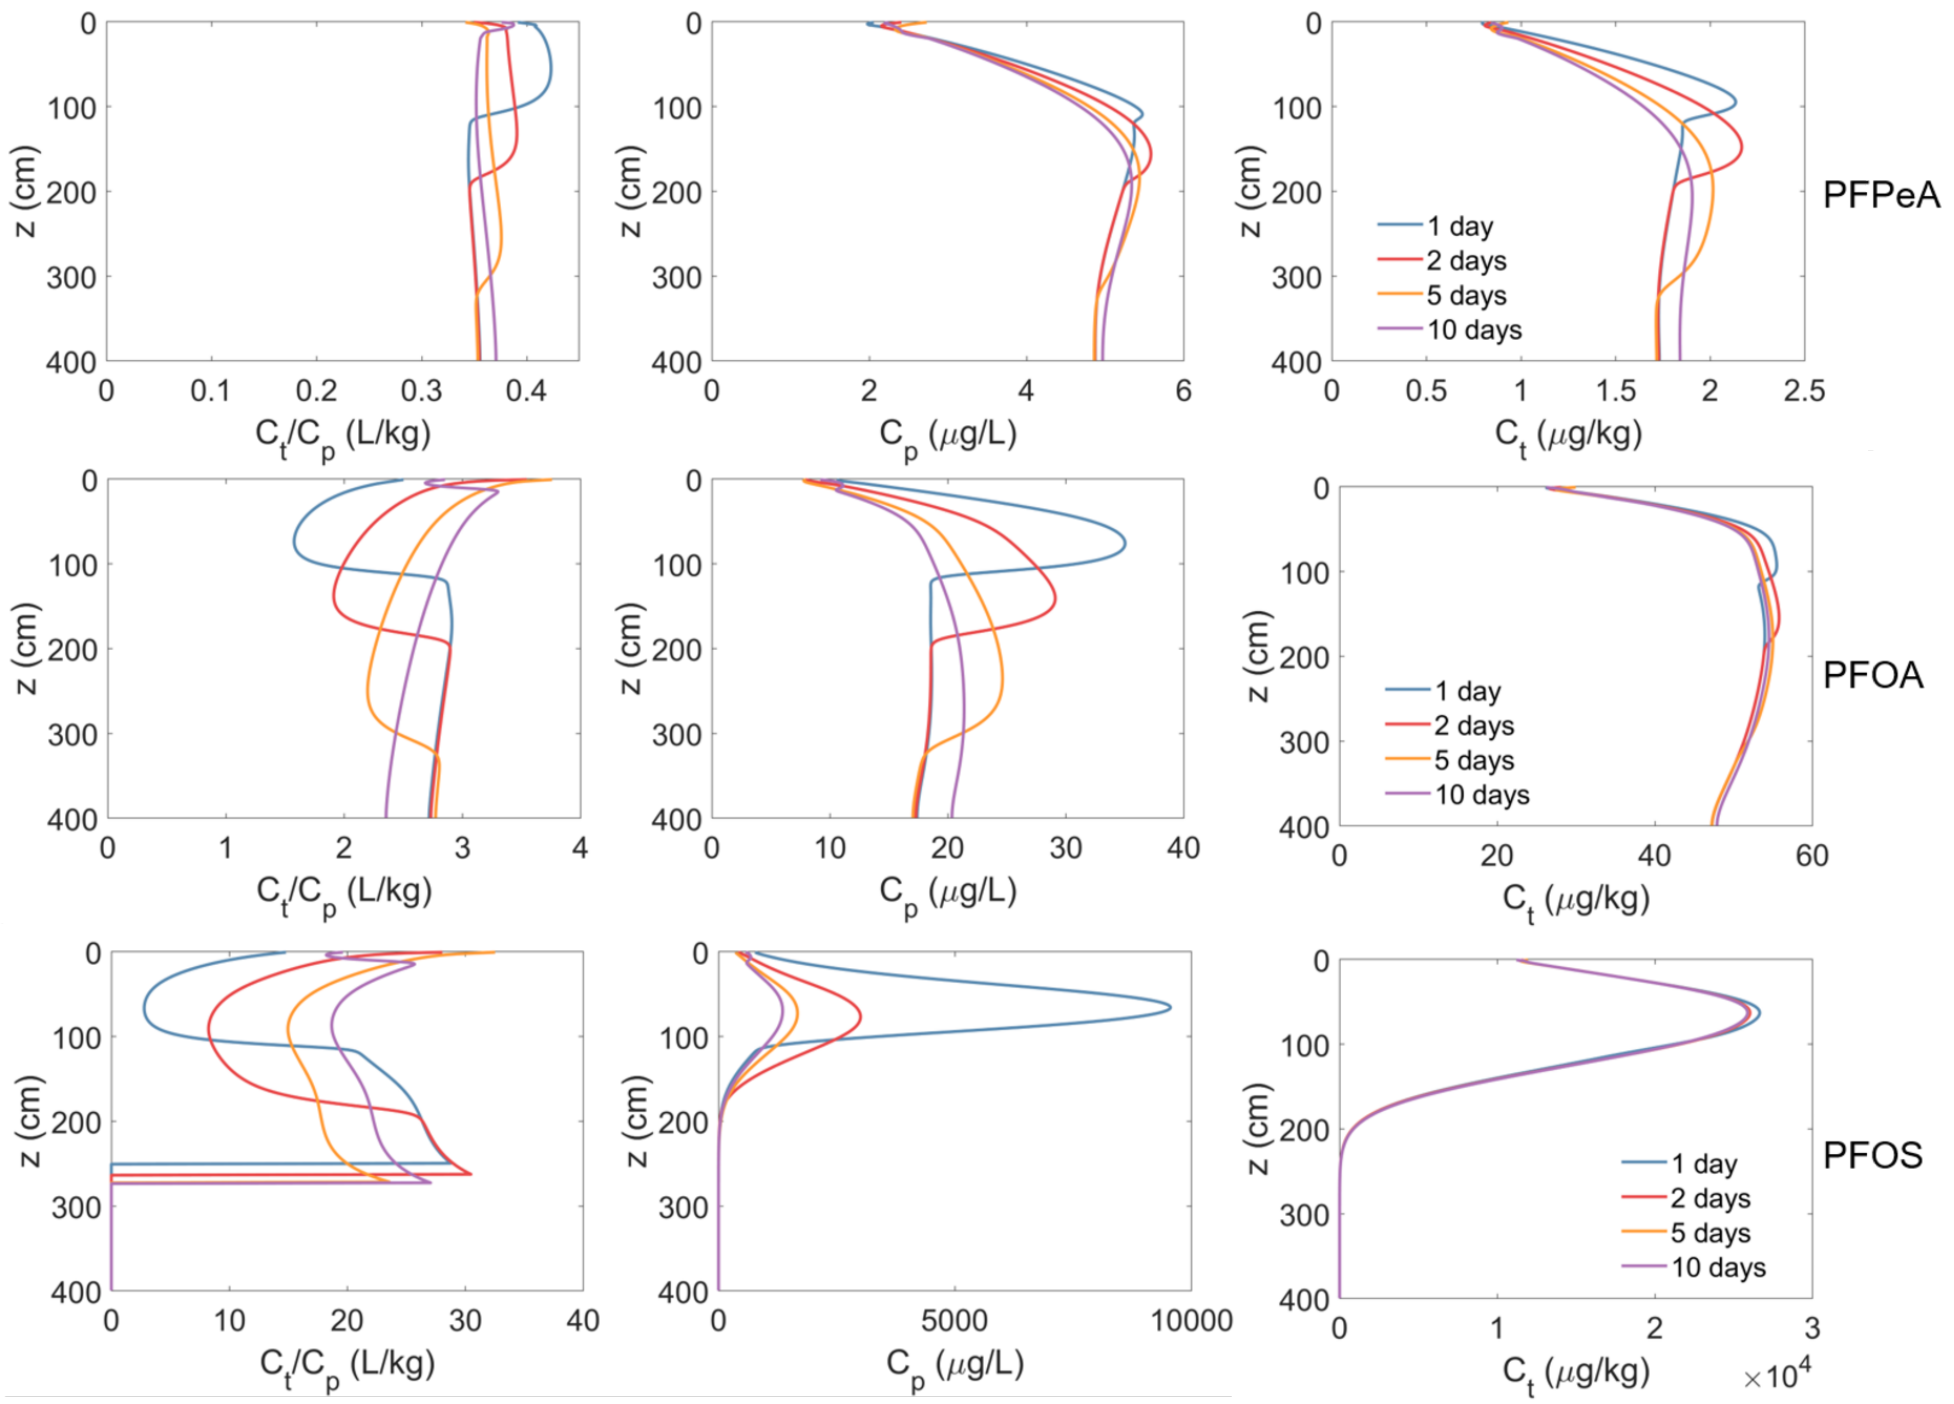 0
100
200
300
400
z (cm)
0 0.1 0.2 0.3 0.4
Ct/Cp (L/kg)
0
100
200
300
400
z (cm)
0 2 4 6
Cp (μg/L)
0
100
200
300
400
z (cm)
1 day
2 days
5 days
10 days
0 0.5 1 1.5 2 2.5
Ct (μg/kg)
PFPeA
0
100
200
300
400
z (cm)
0 1 2 3 4
Ct/Cp (L/kg)
0
100
200
300
400
z (cm)
0 10 20 30 40
Cp (μg/L)
0
100
200
300
400
z (cm)
1 day
2 days
5 days
10 days
0 20 40 60
Ct (μg/kg)
PFOA
0
100
200
300
400
z (cm)
0 10 20 30 40
Ct/Cp (L/kg)
0
100
200
300
400
z (cm)
0 5000 10000
Cp (μg/L)
0
100
200
300
400
z (cm)
1 day
2 days
5 days
10 days
0 1 2 3
Ct (μg/kg) ×10⁴
PFOS